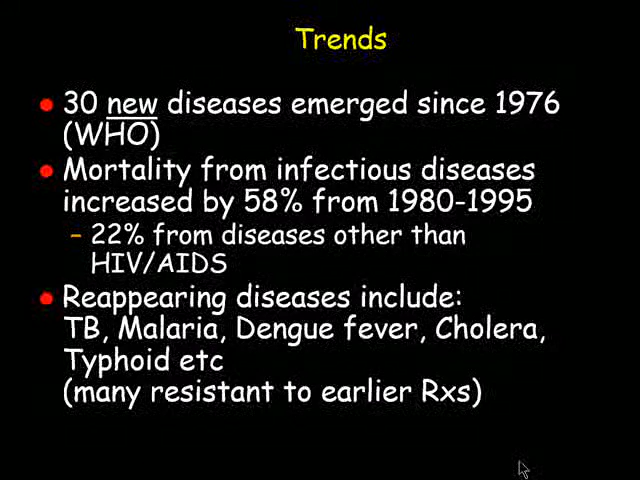 Trends
● 30 new diseases emerged since 1976
(WHO)
● Mortality from infectious diseases
increased by 58% from 1980-1995
– 22% from diseases other than
HIV/AIDS
● Reappearing diseases include:
TB, Malaria, Dengue fever, Cholera,
Typhoid etc
(many resistant to earlier Rxs)